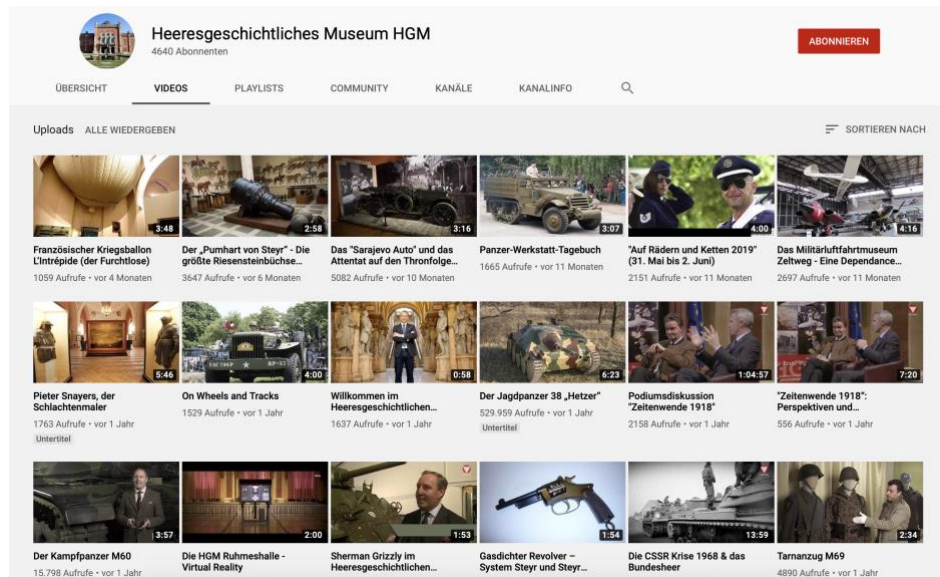 Heeresgeschichtliches Museum HGM
4640 Abonnenten
ABONNIEREN
ÜBERSICHT VIDEOS PLAYLISTS COMMUNITY KANÄLE KANALINFO
Uploads ALLE WIEDERGEBEN SORTIEREN NACH
3:48 2:58 3:16 3:07 4:00 4:16
Französischer Kriegsballon
L'Intrépide (der Furchtlose)
1059 Aufrufe • vor 4 Monaten
Der „Pumhart von Steyr" - Die
größte Riesensteinbüchse...
3647 Aufrufe • vor 6 Monaten
Das "Sarajevo Auto" und das
Attentat auf den Thronfolge...
5082 Aufrufe • vor 10 Monaten
Panzer-Werkstatt-Tagebuch
1665 Aufrufe • vor 11 Monaten
"Auf Rädern und Ketten 2019"
(31. Mai bis 2. Juni)
2151 Aufrufe • vor 11 Monaten
Das Militärluftfahrtmuseum
Zeltweg - Eine Dependance...
2697 Aufrufe • vor 11 Monaten
5:46 4:00 0:58 6:23 1:04:57 7:20
Pieter Snayers, der
Schlachtenmaler
1763 Aufrufe • vor 1 Jahr
Untertitel
On Wheels and Tracks
1529 Aufrufe • vor 1 Jahr
Willkommen im
Heeresgeschichtlichen...
1637 Aufrufe • vor 1 Jahr
Der Jagdpanzer 38 „Hetzer"
529.959 Aufrufe • vor 1 Jahr
Untertitel
Podiumsdiskussion
"Zeitenwende 1918"
2158 Aufrufe • vor 1 Jahr
"Zeitenwende 1918":
Perspektiven und...
556 Aufrufe • vor 1 Jahr
3:57 2:00 1:53 1:54 13:59 2:34
Der Kampfpanzer M60
15.798 Aufrufe • vor 1 Jahr
Die HGM Ruhmeshalle -
Virtual Reality
Sherman Grizzly im
Heeresgeschichtlichen...
Gasdichter Revolver –
System Steyr und Steyr...
Die CSSR Krise 1968 & das
Bundesheer
Tarnanzug M69
4890 Aufrufe • vor 1 Jahr